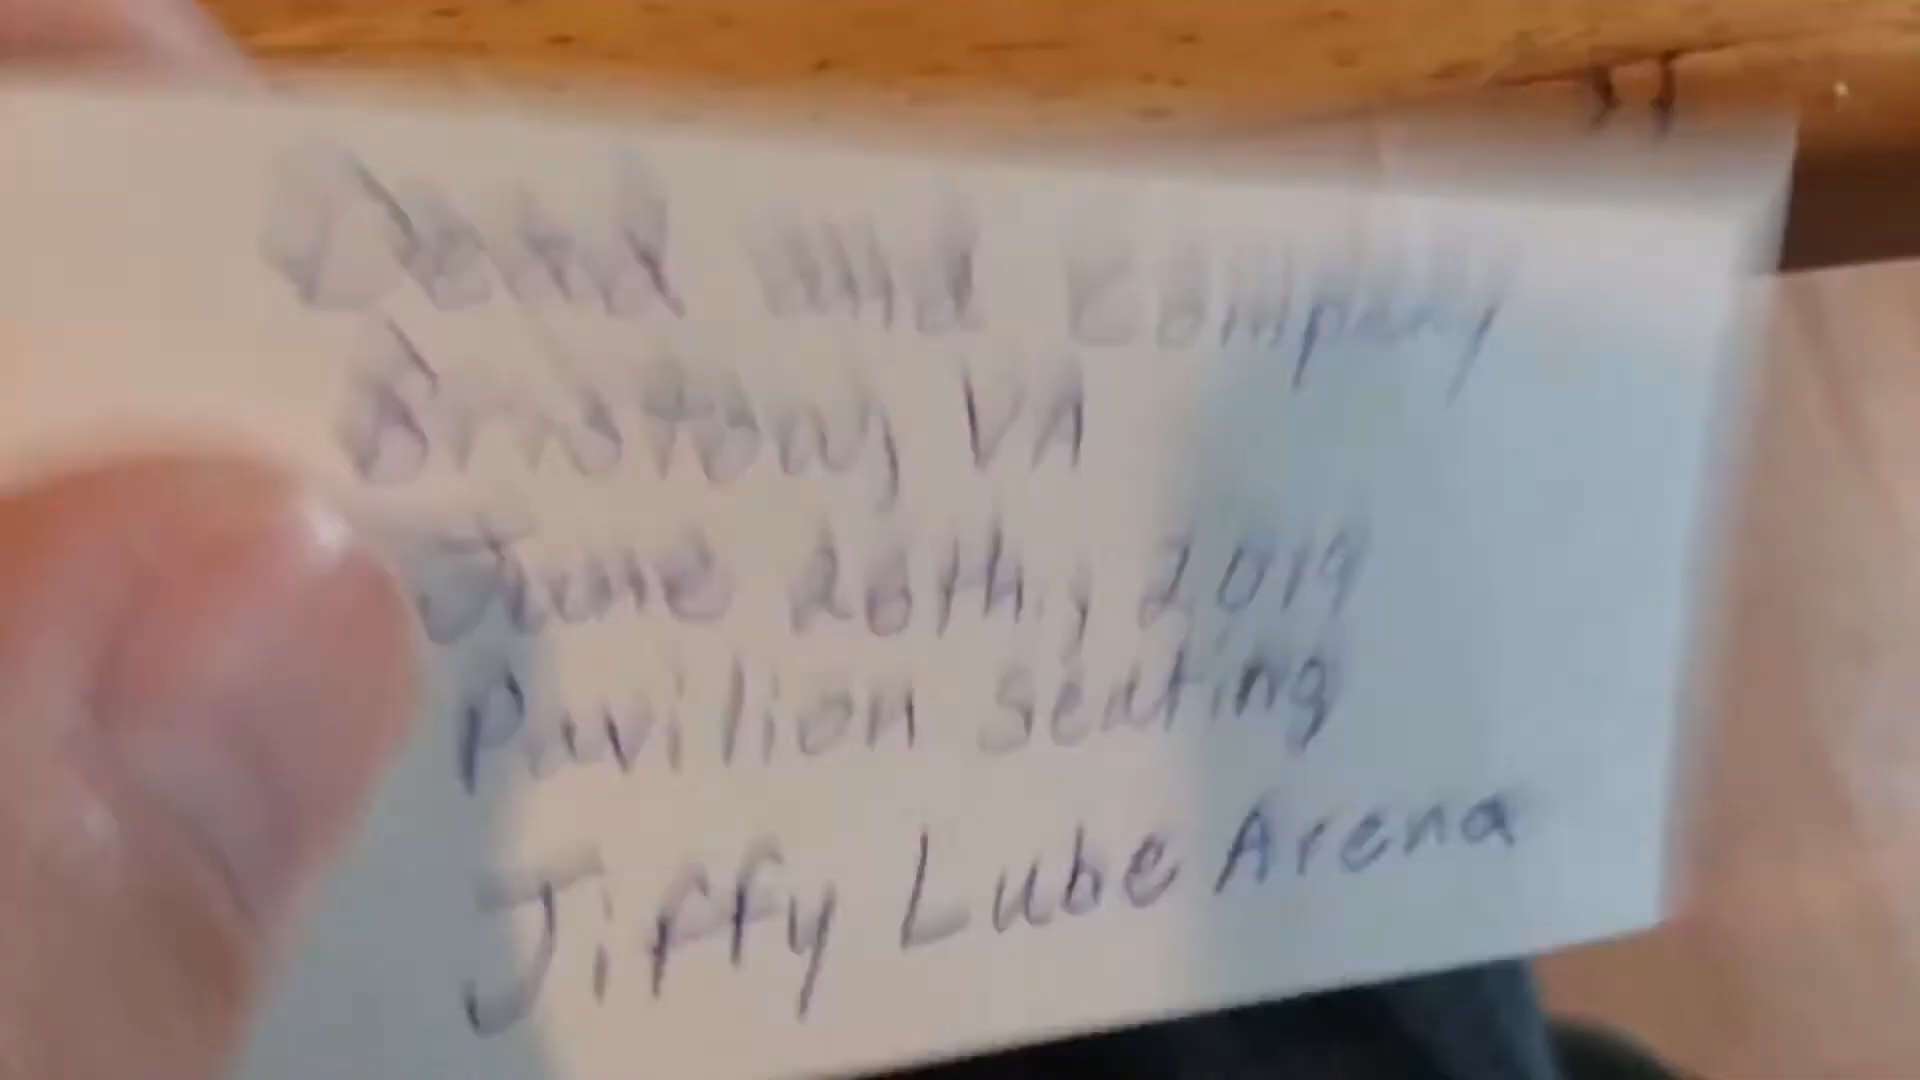 Dead and Company
Bristow, VA
June 26th, 2019
Pavilion Seating
Jiffy Lube Arena